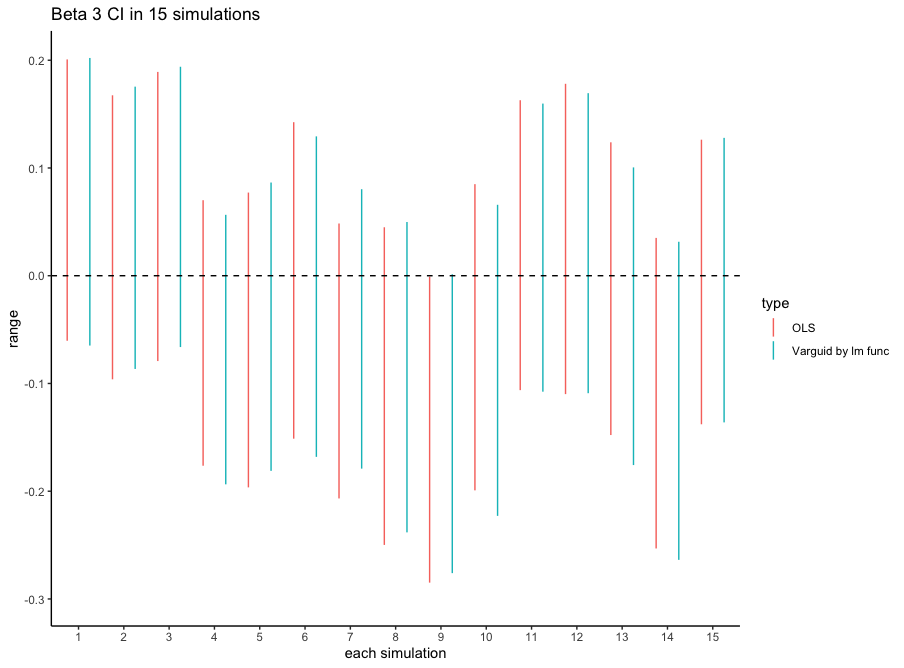 Beta 3 CI in 15 simulations
0.2
0.1
0.0
-0.1
-0.2
-0.3
range
1 2 3 4 5 6 7 8 9 10 11 12 13 14 15
each simulation
type
OLS
Varguid by lm func